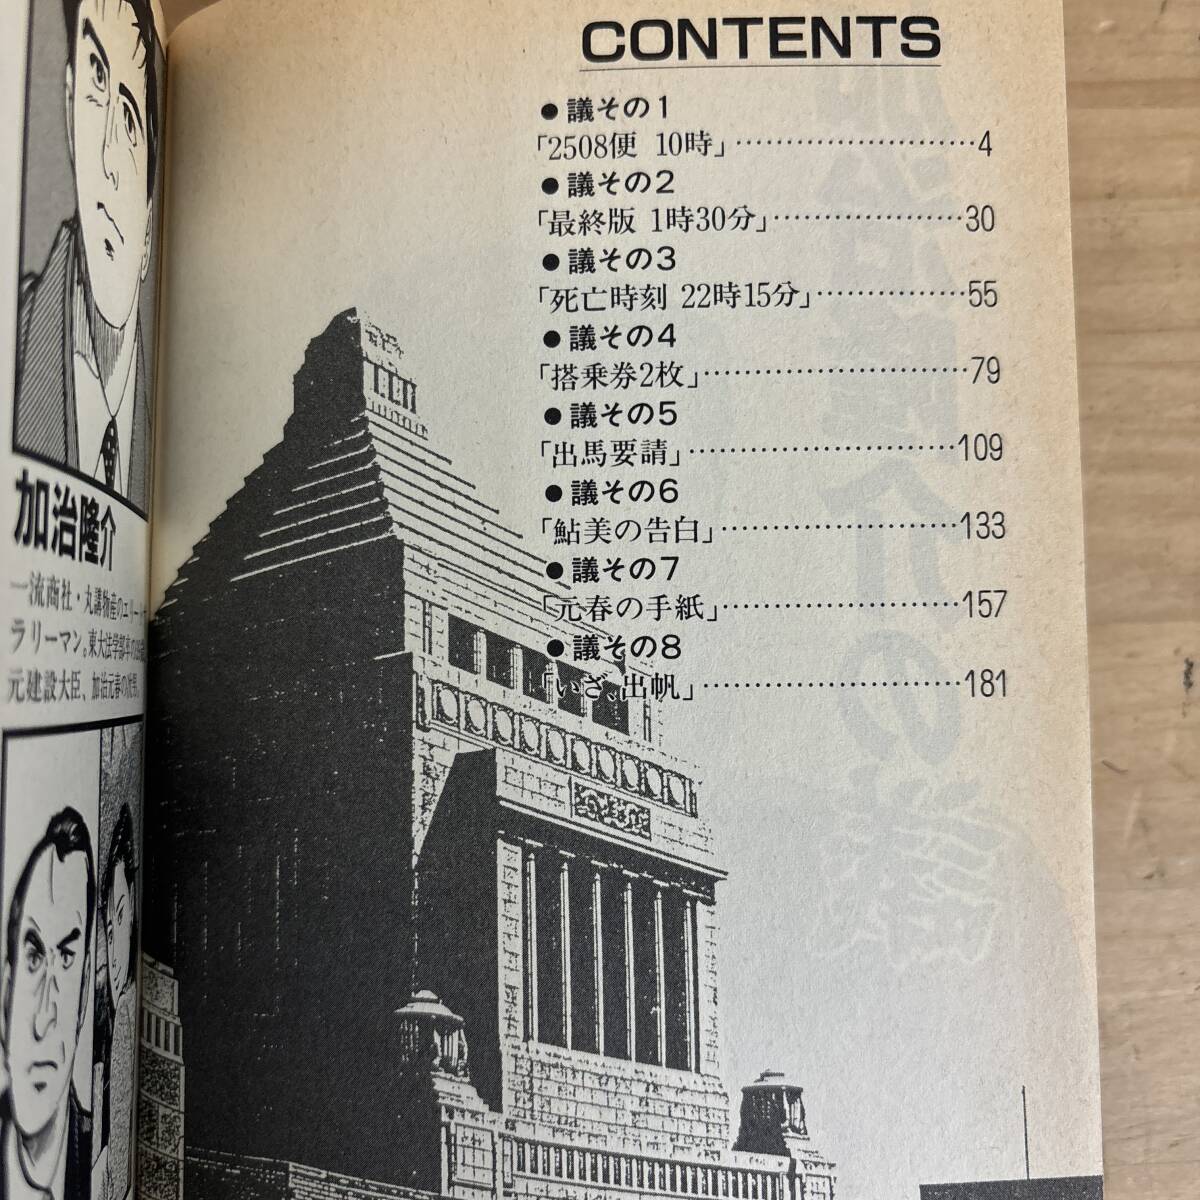 CONTENTS
●議その1
「2508便 10時」……………………4
●議その2
「最終版 1時30分」………………30
●議その3
「死亡時刻 22時15分」……………55
●議その4
「搭乗券2枚」………………………79
●議その5
「出馬要請」………………………109
●議その6
「鮎美の告白」……………………133
●議その7
「元春の手紙」……………………157
●議その8
「いざ、出帆」………………………181
加治隆介
一流商社・丸講物産のエリート
ラリーマン。東大法学部卒
元建設大臣、加治元春の